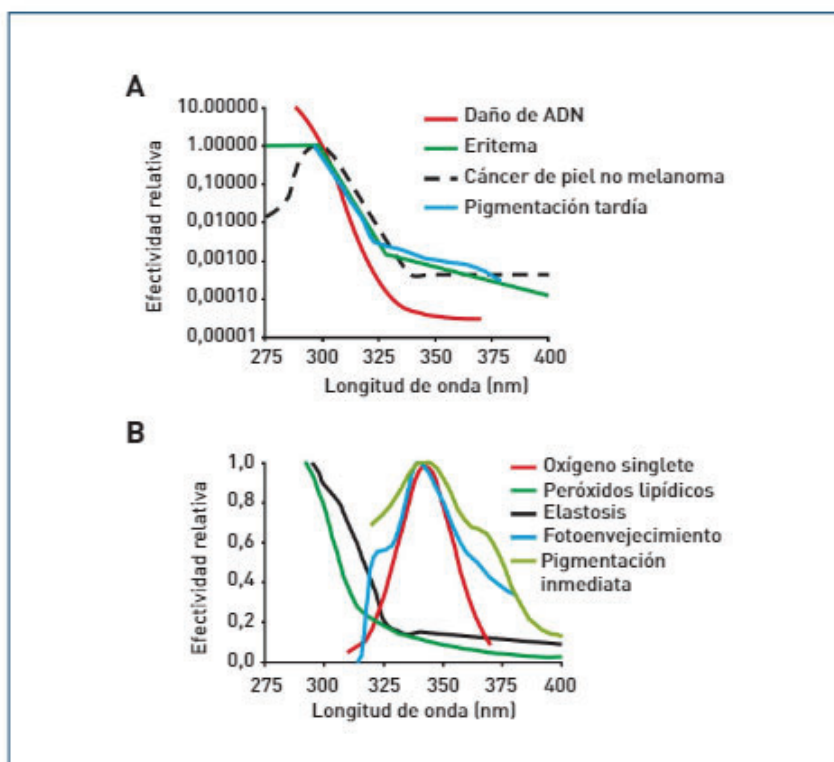 A
10.00000
1.00000
0,10000
0,01000
0,00100
0,00010
0,00001
Efectividad relativa
275 300 325 350 375 400
Longitud de onda (nm)
Daño de ADN
Eritema
Cáncer de piel no melanoma
Pigmentación tardía
B
1,0
0,8
0,6
0,4
0,2
0,0
Efectividad relativa
275 300 325 350 375 400
Longitud de onda (nm)
Oxígeno singlete
Peróxidos lipídicos
Elastosis
Fotoenvejecimiento
Pigmentación
inmediata